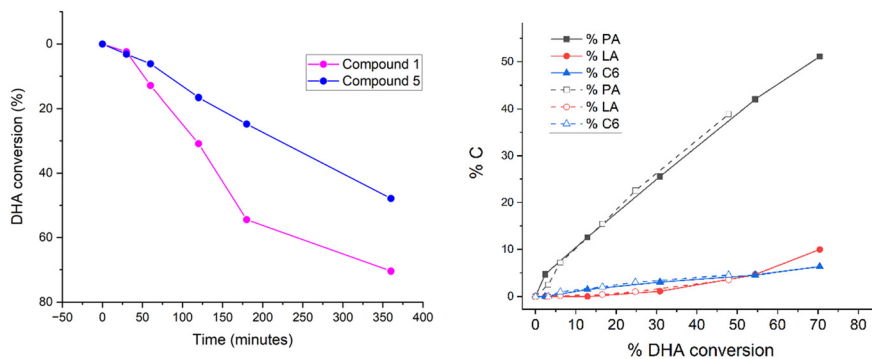 DHA conversion (%)
0
20
40
60
80
−50
0
50
100
150
200
250
300
350
400
Time (minutes)
Compound 1
Compound 5
% C
50
40
30
20
10
0
0
10
20
30
40
50
60
70
80
% DHA conversion
% PA
% LA
% C6
% PA
% LA
% C6